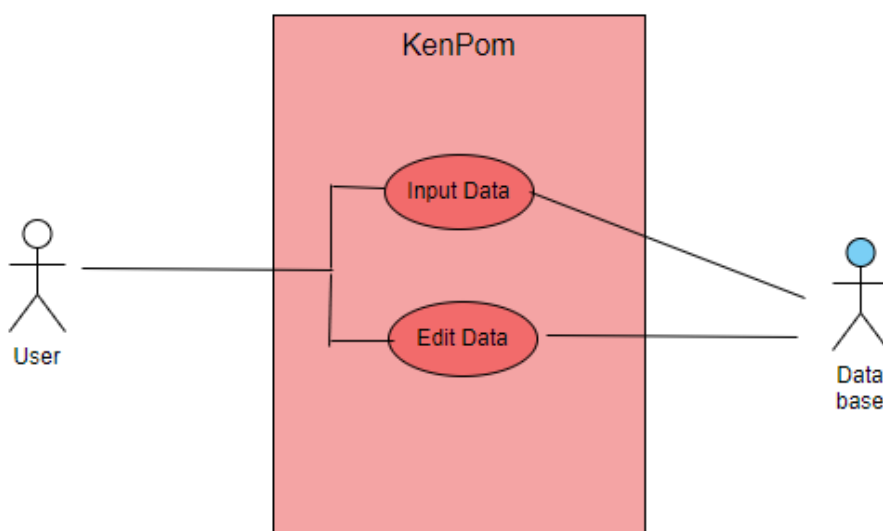 KenPom
Input Data
Edit Data
User
Data
base